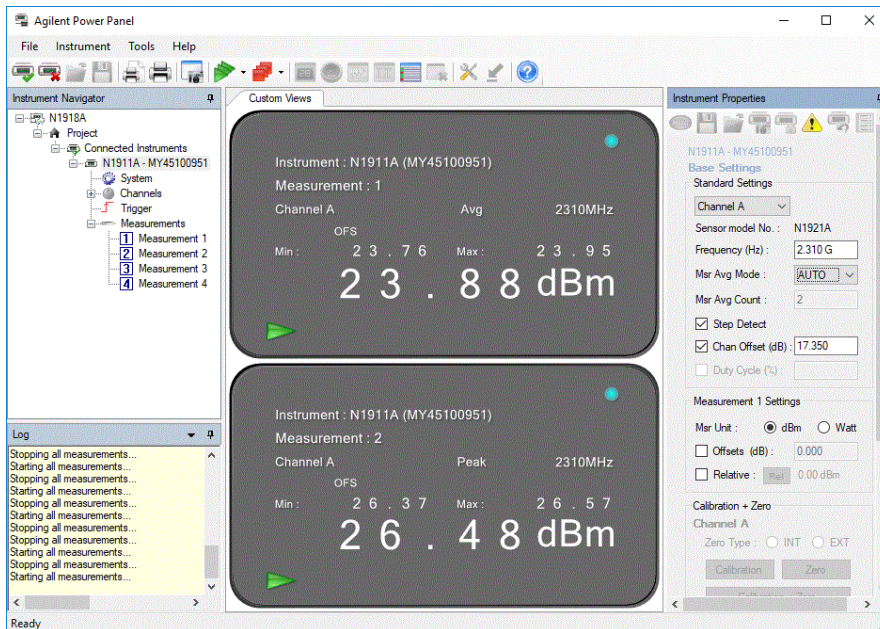 Agilent Power Panel
File Instrument Tools Help
Instrument Navigator
N1918A
Project
Connected Instruments
N1911A - MY45100951
System
Channels
Trigger
Measurements
1 Measurement 1
2 Measurement 2
3 Measurement 3
4 Measurement 4
Log
Stopping all measurements...
Starting all measurements...
Stopping all measurements...
Starting all measurements...
Stopping all measurements...
Starting all measurements...
Stopping all measurements...
Stopping all measurements...
Starting all measurements...
Stopping all measurements...
Starting all measurements...
Custom Views
Instrument : N1911A (MY45100951)
Measurement : 1
Channel A Avg 2310MHz
OFS
Min : 23.76 Max : 23.95
23.88 dBm
Instrument : N1911A (MY45100951)
Measurement : 2
Channel A Peak 2310MHz
OFS
Min : 26.37 Max : 26.57
26.48 dBm
Instrument Properties
N1911A - MY45100951
Base Settings
Standard Settings
Channel A
Sensor model No. : N1921A
Frequency (Hz) : 2.310 G
Msr Avg Mode : AUTO
Msr Avg Count : 2
Step Detect
Chan Offset (dB) : 17.350
Duty Cycle (%) :
Measurement 1 Settings
Msr Unit : dBm Watt
Offsets (dB) : 0.000
Relative : Rel 0.00 dBm
Calibration + Zero
Channel A
Zero Type : INT EXT
Calibration Zero
Ready